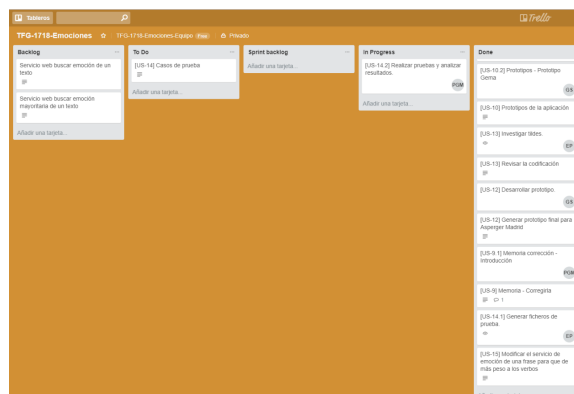 Tableros
Trello
TFG-1718-Emociones
TFG-1718-Emociones-Equipo Free
Privado
Backlog
Servicio web buscar emoción de un
texto
Servicio web buscar emoción
mayoritaria de un texto
Añadir una tarjeta...
To Do
[US-14] Casos de prueba
Añadir una tarjeta...
Sprint backlog
Añadir una tarjeta...
In Progress
[US-14.2] Realizar pruebas y analizar
resultados.
PGM
Añadir una tarjeta...
Done
[US-10.2] Prototipos - Prototipo
Gema
GS
[US-10] Prototipos de la aplicación
[US-13] Investigar tildes.
EF
[US-13] Revisar la codificación
[US-12] Desarrollar prototipo.
GS
[US-12] Generar prototipo final para
Asperger Madrid
[US-9.1] Memoria corrección -
Introducción
PGM
[US-9] Memoria - Corregirla
1
[US-14.1] Generar ficheros de
prueba
EF
[US-15] Modificar el servicio de
emoción de una frase para que de
más peso a los verbos